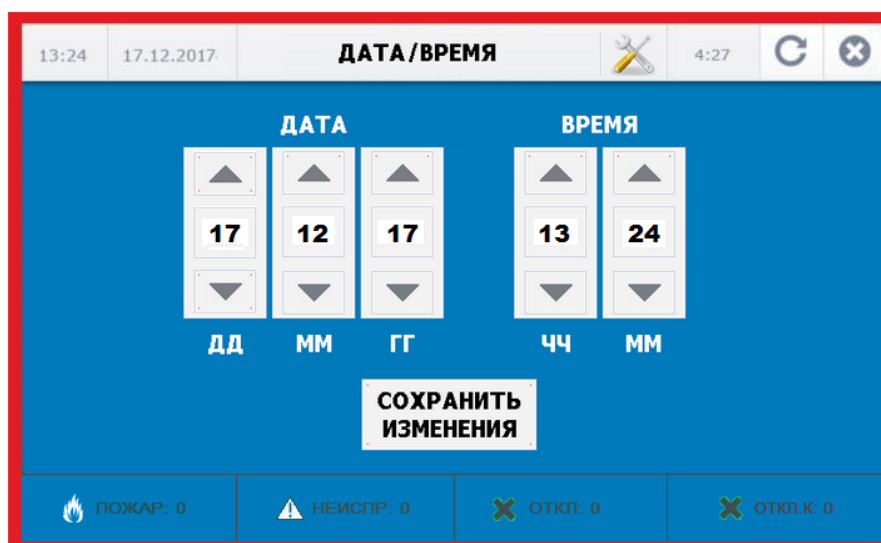 13:24 17.12.2017 ДАТА/ВРЕМЯ 4:27
ДАТА ВРЕМЯ
17 12 17 13 24
ДД ММ ГГ ЧЧ ММ
СОХРАНИТЬ
ИЗМЕНЕНИЯ
ПОЖАР: 0 НЕИСПР: 0 ОТКЛ: 0 ОТКЛ.К: 0